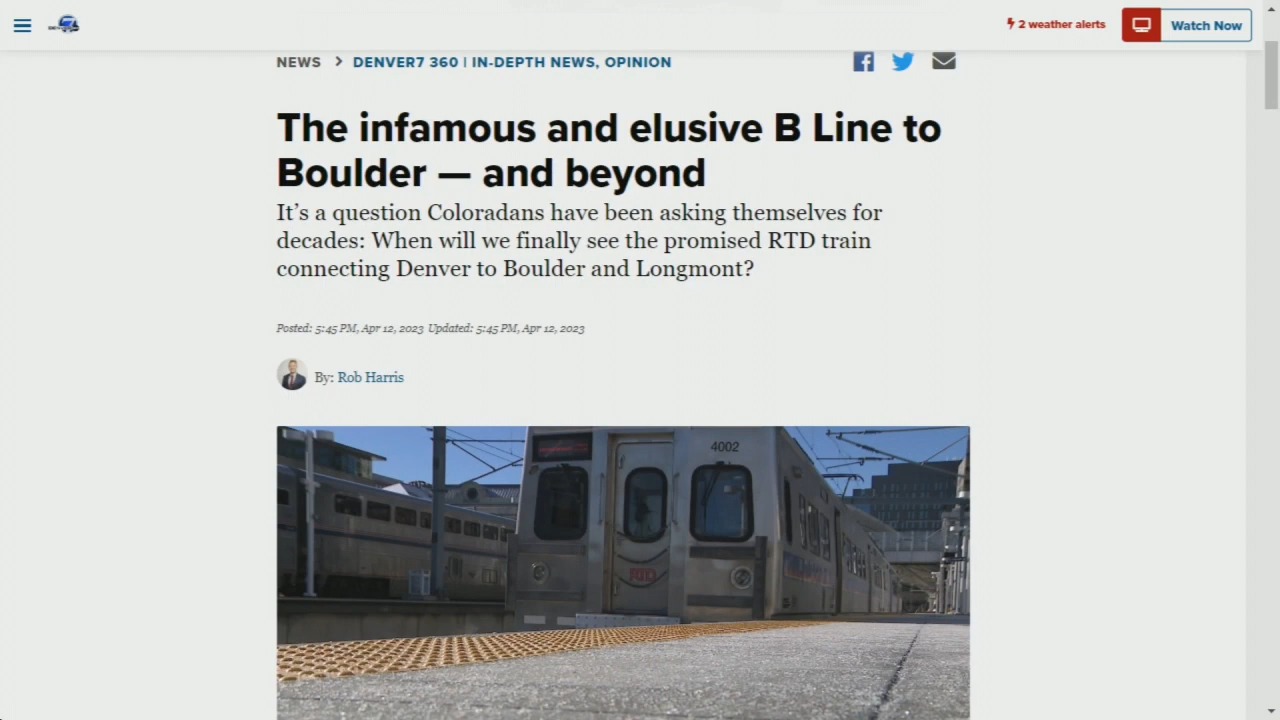 2 weather alerts
Watch Now
NEWS > DENVER7 360 | IN-DEPTH NEWS, OPINION
The infamous and elusive B Line to
Boulder — and beyond
It's a question Coloradans have been asking themselves for
decades: When will we finally see the promised RTD train
connecting Denver to Boulder and Longmont?
Posted: 5:45 PM, Apr 12, 2023 Updated: 5:45 PM, Apr 12, 2023
By: Rob Harris
4002
RTD